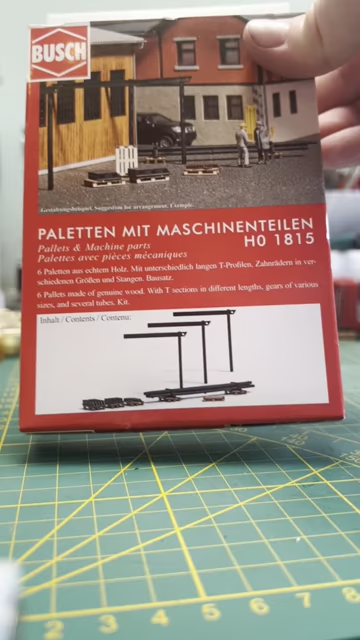 BUSCH
Gestaltungsbeispiel. Suggestion for arrangement. Exemple.
PALETTEN MIT MASCHINENTEILEN
Pallets & Machine parts
H0 1815
Palettes avec pièces mécaniques
6 Paletten aus echtem Holz. Mit unterschiedlich langen T-Profilen, Zahnrädern in ver-
schiedenen Größen und Stangen. Bausatz.
6 Pallets made of genuine wood. With T sections in different lengths, gears of various
sizes, and several tubes. Kit.
Inhalt / Contents / Contenu:
2 3 4 5 6 7 8